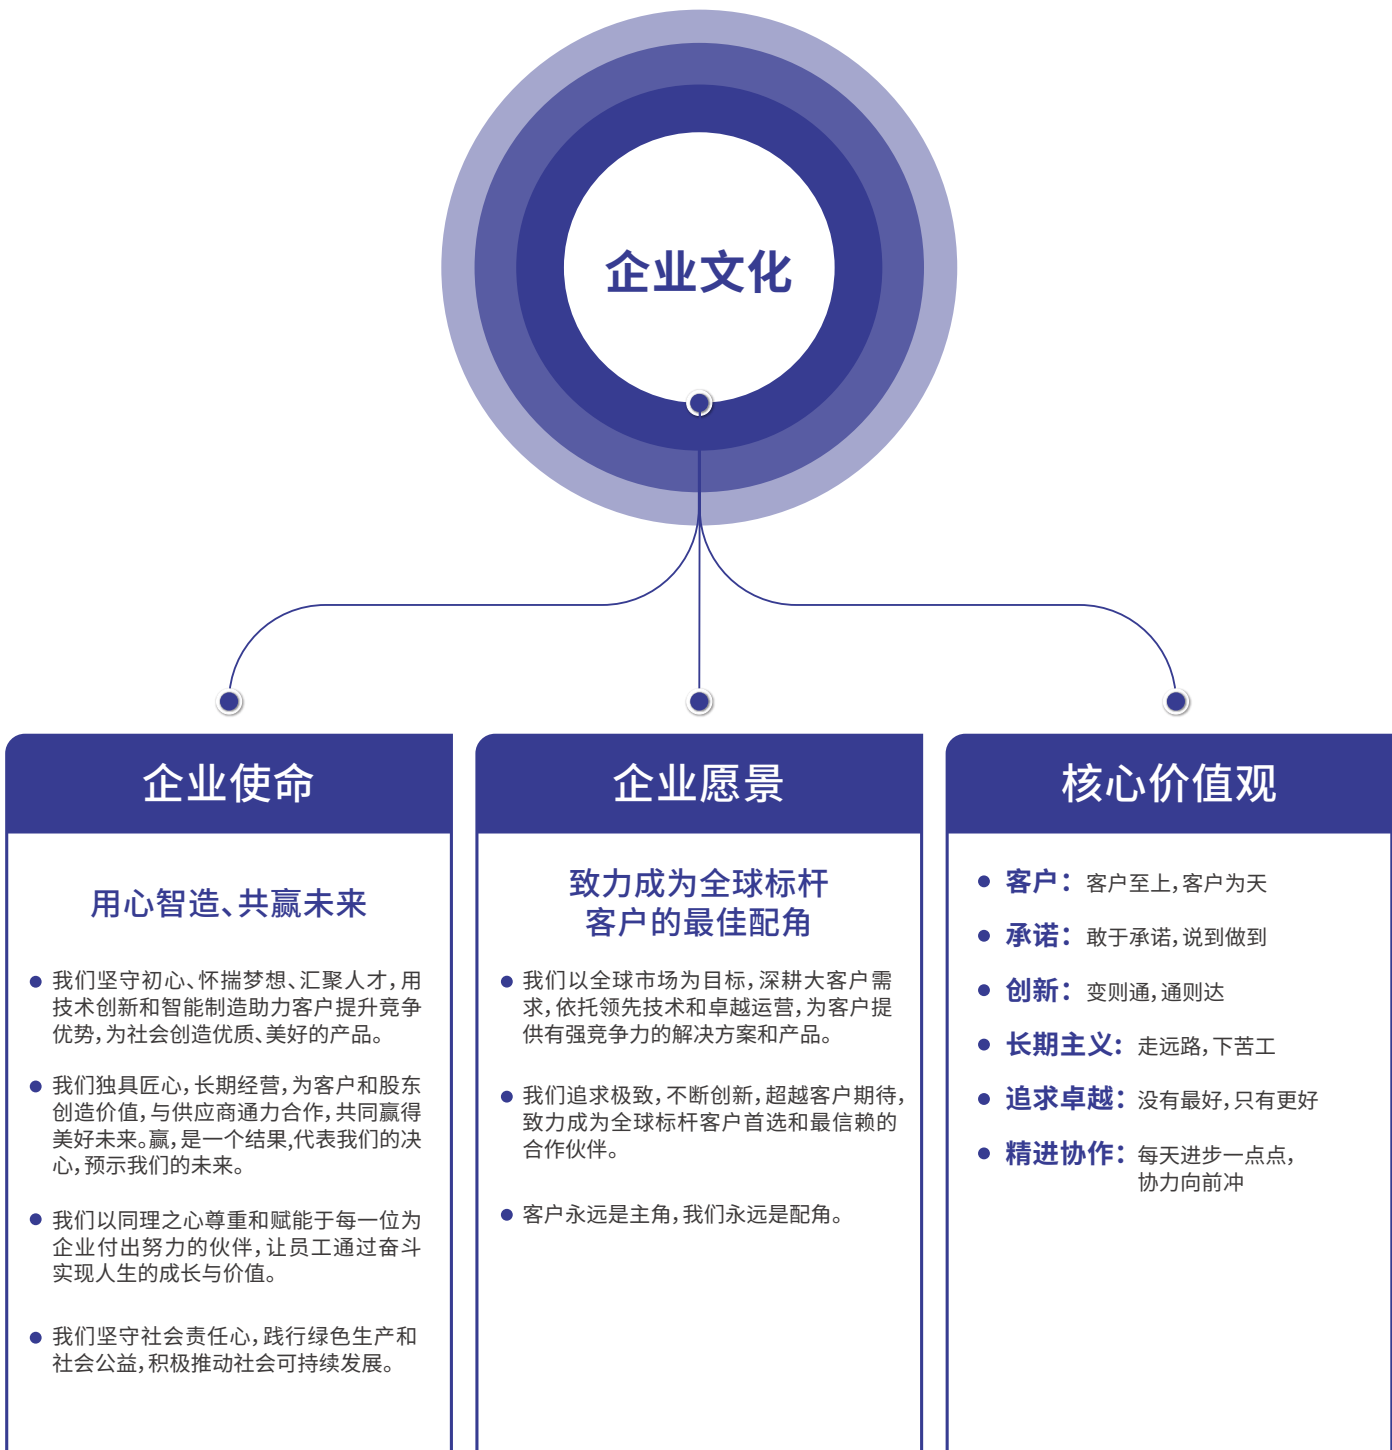 企业文化
企业使命
用心智造、共赢未来
我们坚守初心、怀揣梦想、汇聚人才，用
技术创新和智能制造助力客户提升竞争
优势，为社会创造优质、美好的产品。
我们独具匠心，长期经营，为客户和股东
创造价值，与供应商通力合作，共同赢得
美好未来。赢，是一个结果,代表我们的决
心，预示我们的未来。
我们以同理之心尊重和赋能于每一位为
企业付出努力的伙伴，让员工通过奋斗
实现人生的成长与价值。
我们坚守社会责任心，践行绿色生产和
社会公益，积极推动社会可持续发展。
企业愿景
致力成为全球标杆
客户的最佳配角
我们以全球市场为目标，深耕大客户需
求，依托领先技术和卓越运营，为客户提
供有强竞争力的解决方案和产品。
我们追求极致，不断创新，超越客户期待，
致力成为全球标杆客户首选和最信赖的
合作伙伴。
客户永远是主角，我们永远是配角。
核心价值观
客户：客户至上，客户为天
承诺：敢于承诺，说到做到
创新：变则通，通则达
长期主义：走远路，下苦工
追求卓越：没有最好，只有更好
精进协作：每天进步一点点，
协力向前冲